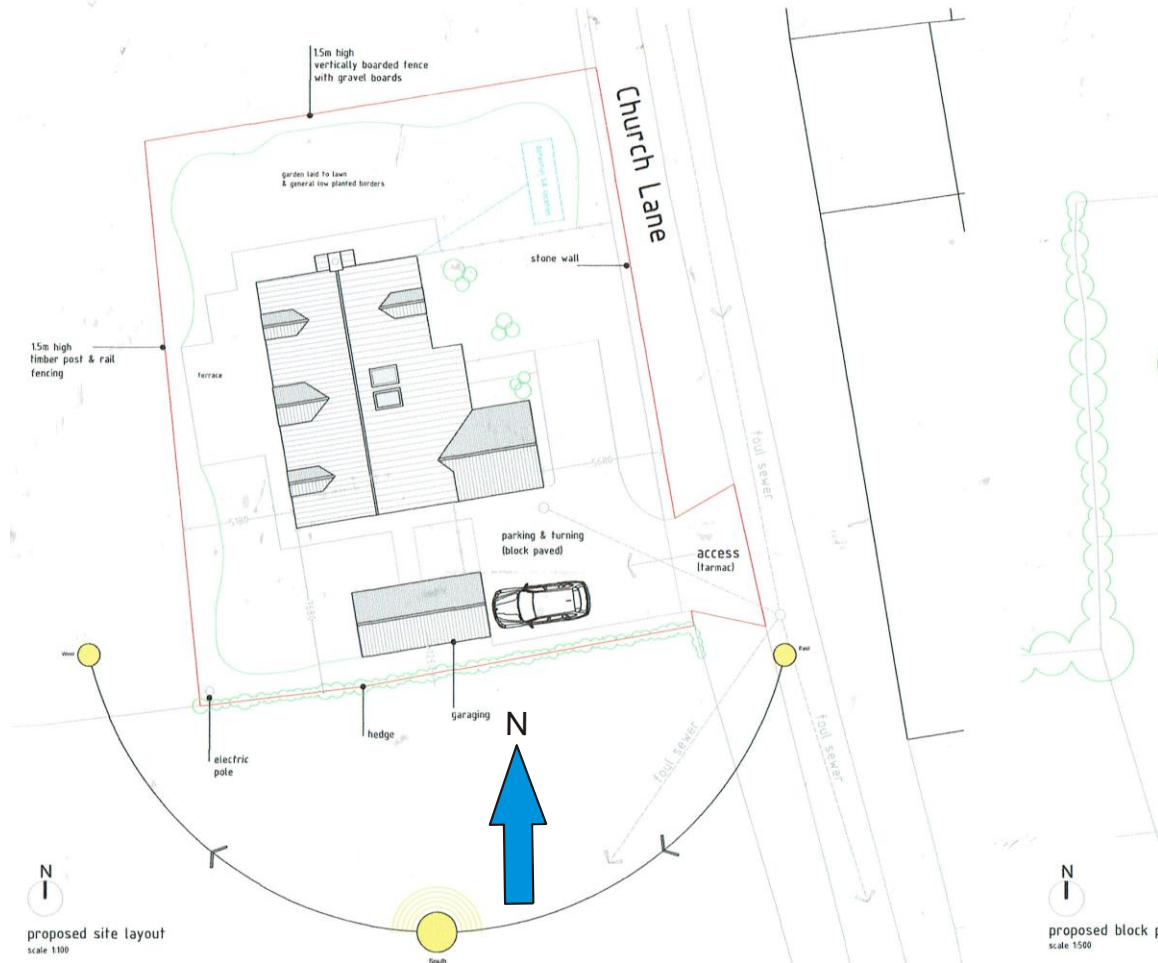 1.5m high
vertically boarded fence
with gravel boards
Church Lane
garden laid to lawn
& general low planted borders
stone wall
1.5m high
timber post & rail
fencing
terrace
foul sewer
5680
5180
parking & turning
(block paved)
access
(tarmac)
West
East
garaging
hedge
electric
pole
foul sewer
foul sewer
N
N
proposed site layout
scale 1:100
South
N
proposed block p
scale 1:500